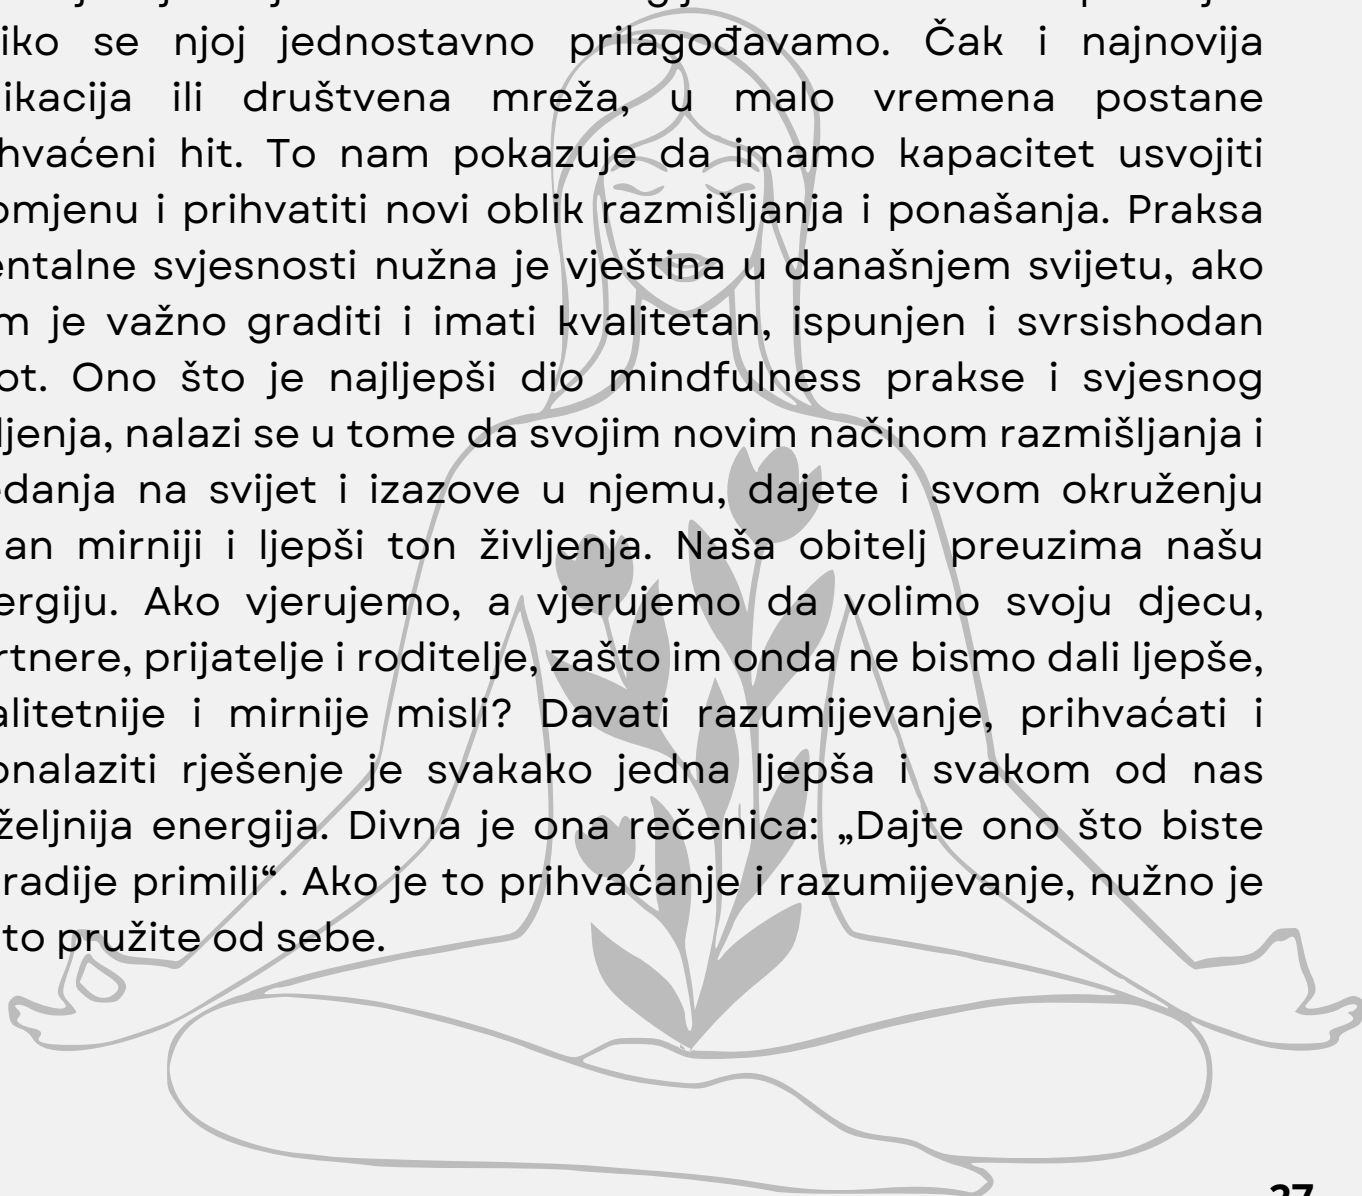 iko se njoj jednostavno prilagođavamo. Čak i najnovija
ikacija ili društvena mreža, u malo vremena postane
hvaćeni hit. To nam pokazuje da imamo kapacitet usvojiti
omjenu i prihvatiti novi oblik razmišljanja i ponašanja. Praksa
entalne svjesnosti nužna je vještina u današnjem svijetu, ako
m je važno graditi i imati kvalitetan, ispunjen i svrsishodan
ot. Ono što je najljepši dio mindfulness prakse i svjesnog
ljenja, nalazi se u tome da svojim novim načinom razmišljanja i
edanja na svijet i izazove u njemu, dajete i svom okruženju
an mirniji i ljepši ton življenja. Naša obitelj preuzima našu
ergiju. Ako vjerujemo, a vjerujemo da volimo svoju djecu,
rtnere, prijatelje i roditelje, zašto im onda ne bismo dali ljepše,
alitetnije i mirnije misli? Davati razumijevanje, prihvaćati i
onalaziti rješenje je svakako jedna ljepša i svakom od nas
željnija energija. Divna je ona rečenica: „Dajte ono što biste
radije primili“. Ako je to prihvaćanje i razumijevanje, nužno je
to pružite od sebe.